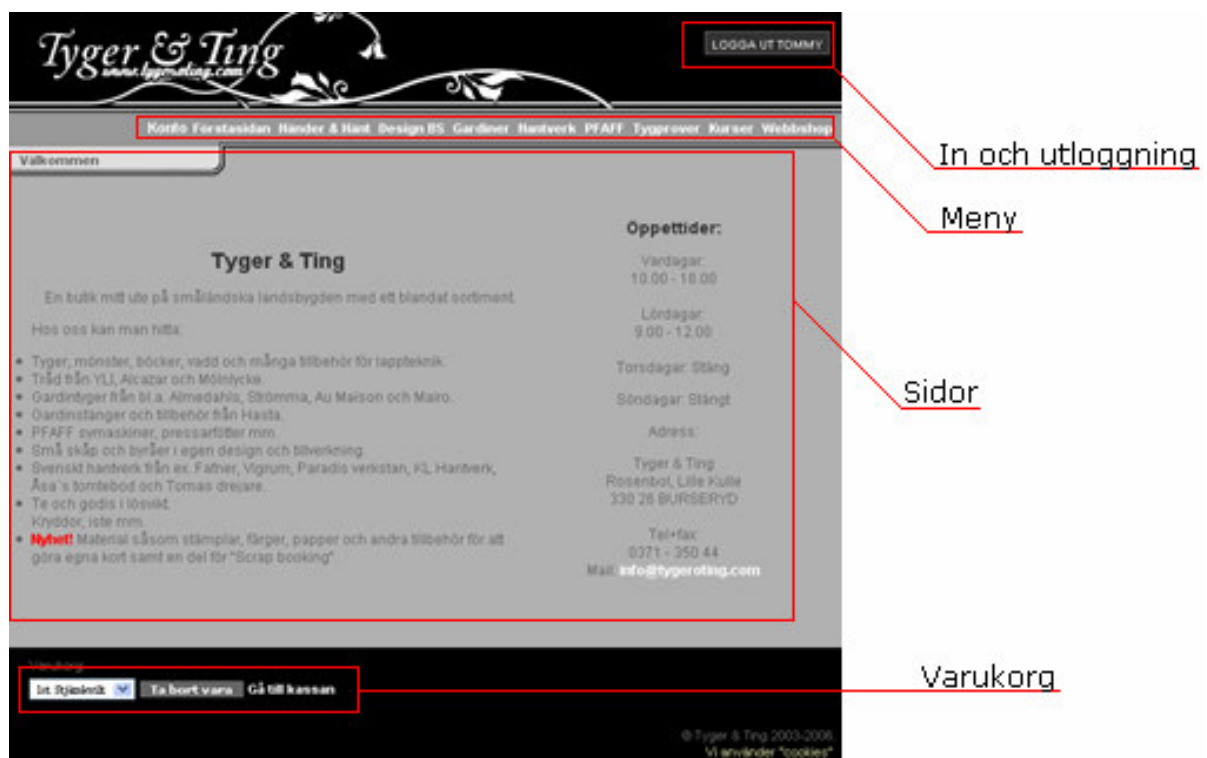 Tyger & Ting
www.tygeroting.com
LOGGA UT TOMMY
Konto Förstasidan Händer & Hänt Design BS Gardiner Hantverk PFAFF Tygprover Kurser Webbshop
Välkommen
In och utloggning
Meny
Sidor
Varukorg
Tyger & Ting
En butik mitt ute på småländska landsbygden med ett blandat sortiment.
Hos oss kan man hitta:
• Tyger, mönster, böcker, vadd och många tillbehör för lappteknik.
• Tråd från YLI, Alcazar och Mölnlycke.
• Gardintyger från bl.a. Almedahls, Strömma, Au Maison och Mairo.
• Gardinstänger och tillbehör från Hasta.
• PFAFF symaskiner, pressarfötter mm.
• Små skåp och byråer i egen design och tillverkning.
• Svenskt hantverk från ex. Father, Vigrum, Paradis verkstan, KL Hantverk,
Åsa´s tomtebod och Tomas drejare.
• Te och godis i lösvikt.
Kryddor, iste mm.
• Nyhet! Material såsom stämplar, färger, papper och andra tillbehör för att
göra egna kort samt en del för "Scrap booking"
Öppettider:
Vardagar:
10.00 - 18.00
Lördagar:
9.00 - 12.00
Torsdagar: Stäng
Söndagar: Stängt
Adress:
Tyger & Ting
Rosenbol, Lille Kulle
330 26 BURSERYD
Tel+fax:
0371 - 350 44
Mail: info@tygeroting.com
Varukorg
1st Ta bort vara Gå till kassan
© Tyger & Ting 2003-2006.
Vi använder "cookies"